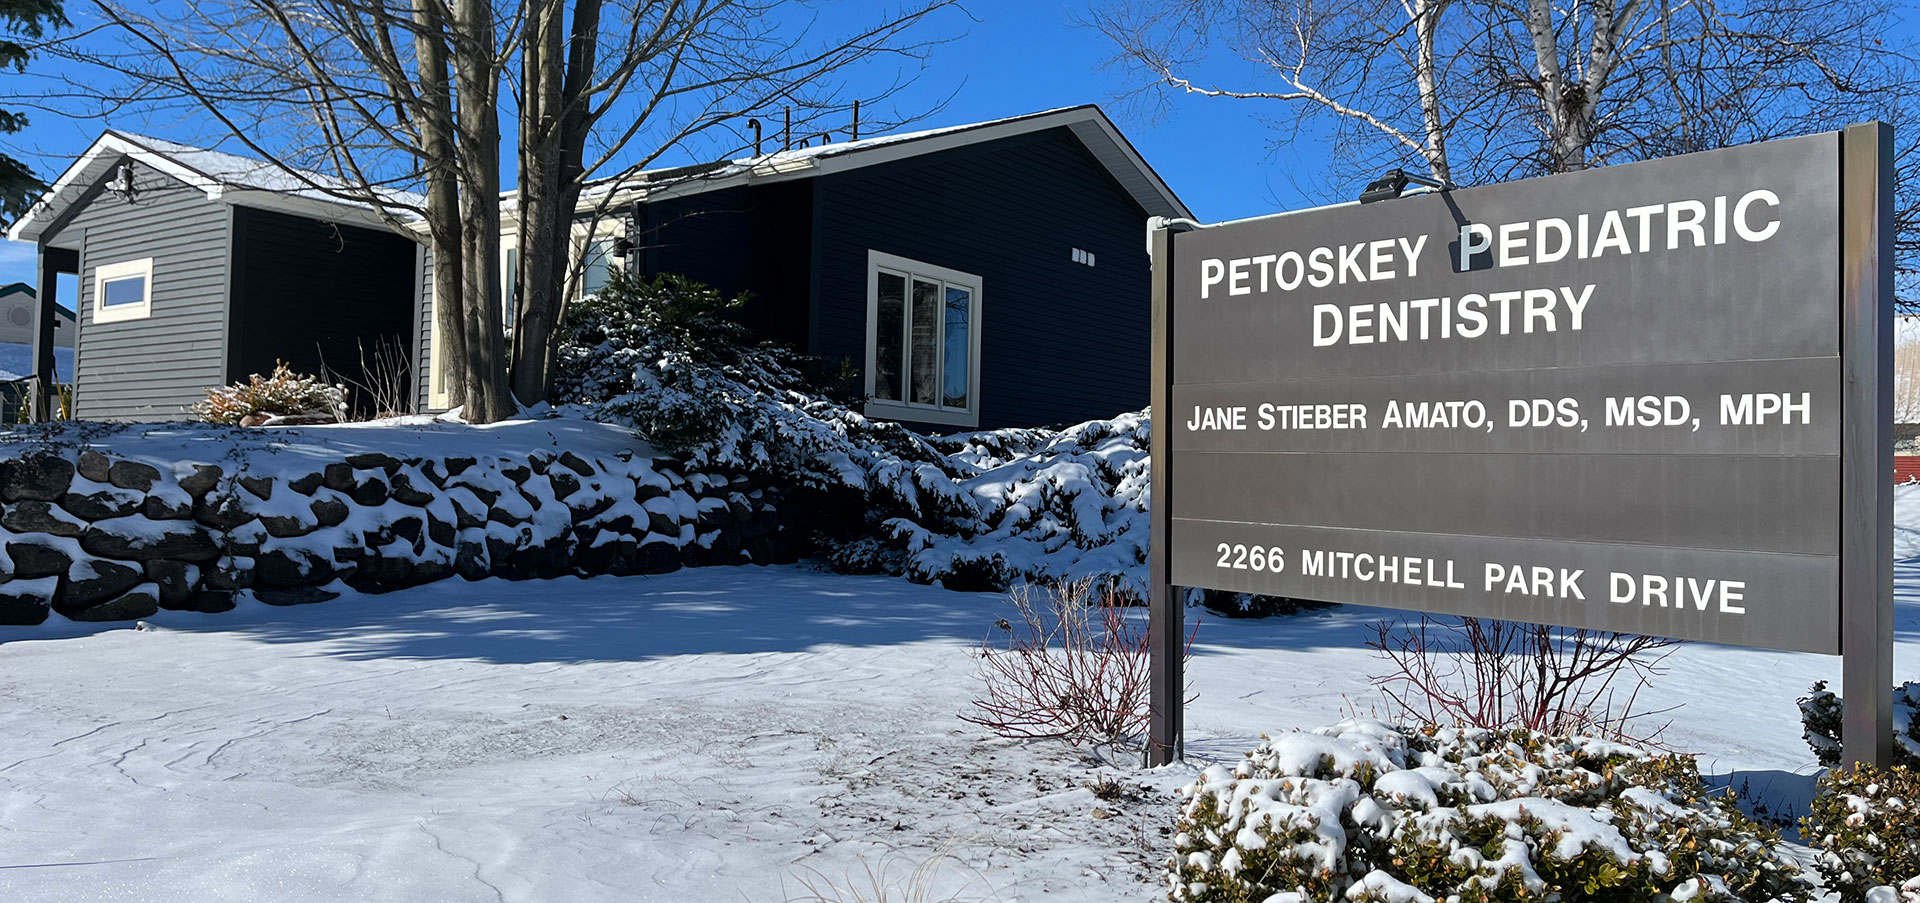 PETOSKEY PEDIATRIC
DENTISTRY
JANE STIEBER AMATO, DDS, MSD, MPH
2266 MITCHELL PARK DRIVE